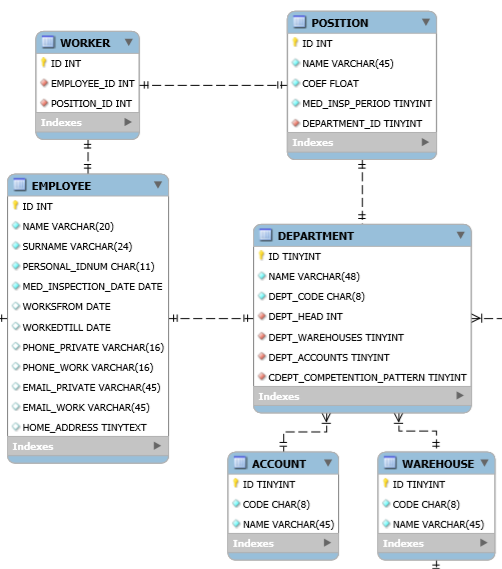 WORKER
ID INT
EMPLOYEE_ID INT
POSITION_ID INT
Indexes
POSITION
ID INT
NAME VARCHAR(45)
COEF FLOAT
MED_INSP_PERIOD TINYINT
DEPARTMENT_ID TINYINT
Indexes
EMPLOYEE
ID INT
NAME VARCHAR(20)
SURNAME VARCHAR(24)
PERSONAL_IDNUM CHAR(11)
MED_INSPECTION_DATE DATE
WORKSFROM DATE
WORKEDTILL DATE
PHONE_PRIVATE VARCHAR(16)
PHONE_WORK VARCHAR(16)
EMAIL_PRIVATE VARCHAR(45)
EMAIL_WORK VARCHAR(45)
HOME_ADDRESS TINYTEXT
Indexes
DEPARTMENT
ID TINYINT
NAME VARCHAR(48)
DEPT_CODE CHAR(8)
DEPT_HEAD INT
DEPT_WAREHOUSES TINYINT
DEPT_ACCOUNTS TINYINT
CDEPT_COMPETENTION_PATTERN TINYINT
Indexes
ACCOUNT
ID TINYINT
CODE CHAR(8)
NAME VARCHAR(45)
Indexes
WAREHOUSE
ID TINYINT
CODE CHAR(8)
NAME VARCHAR(45)
Indexes